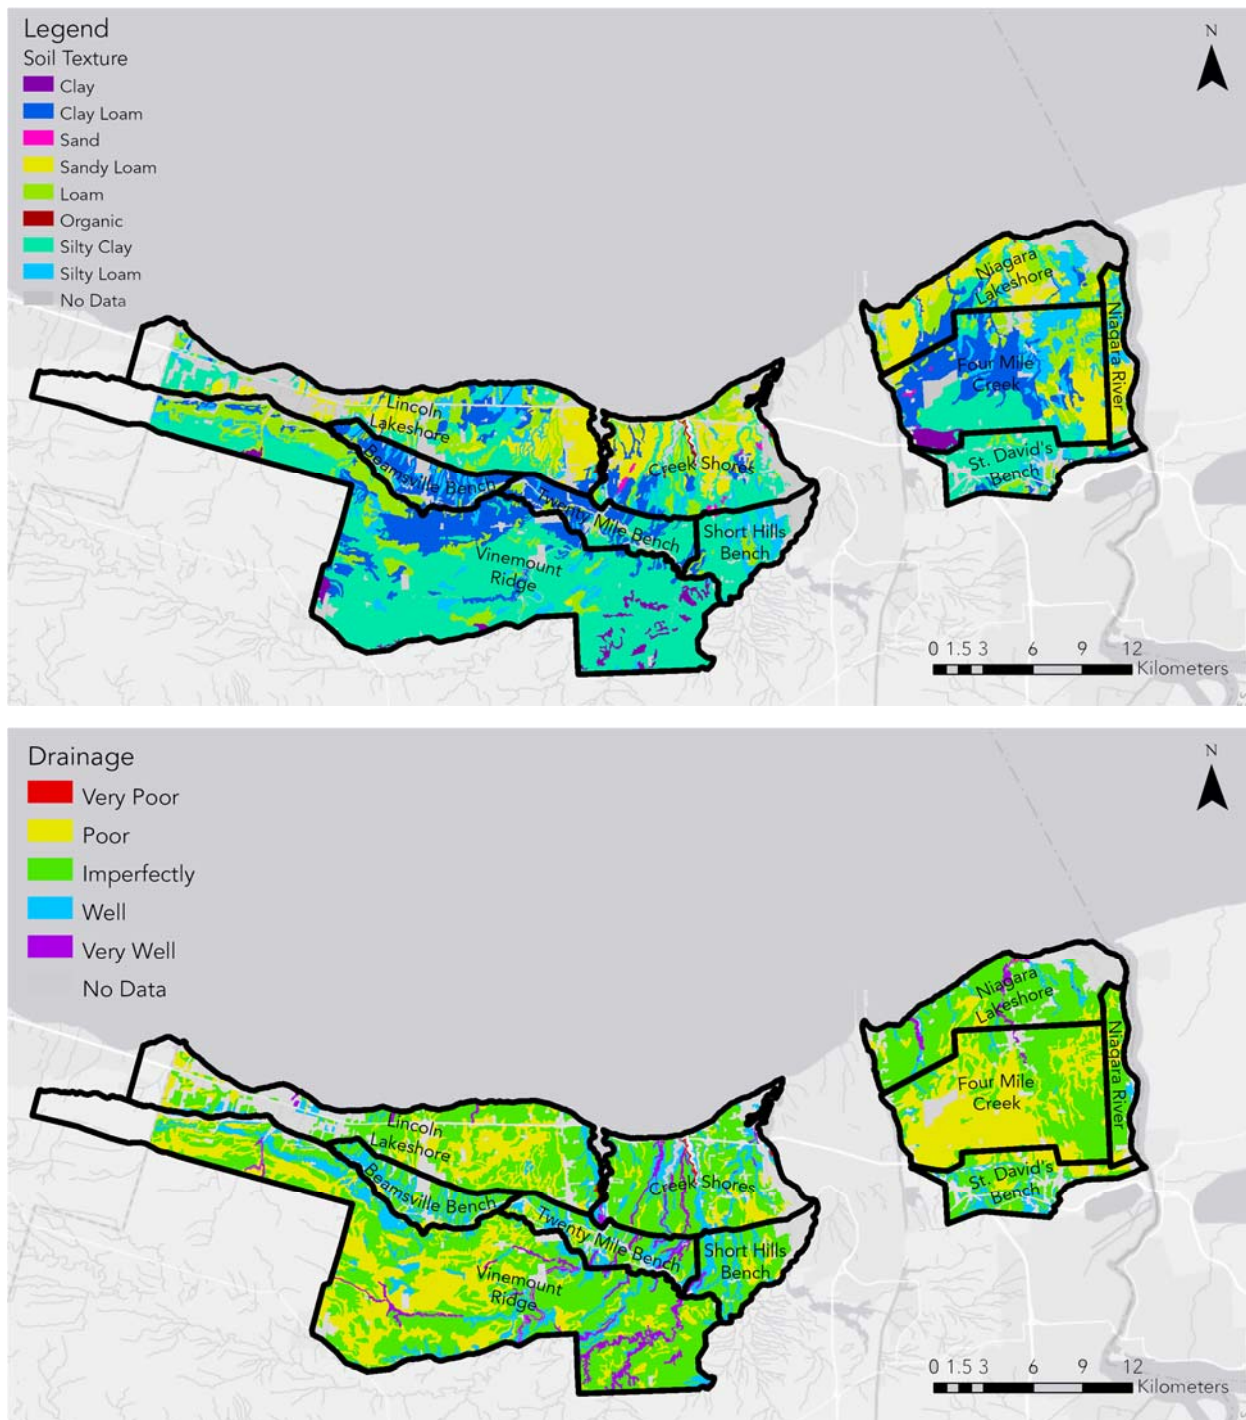 Legend
Soil Texture
Clay
Clay Loam
Sand
Sandy Loam
Loam
Organic
Silty Clay
Silty Loam
No Data
N
Niagara
Lakeshore
Niagara River
Four Mile
Creek
St. David's
Bench
Lincoln
Lakeshore
Beamsville Bench
Creek Shores
Twenty Mile Bench
Short Hills
Bench
Vinemount
Ridge
0 1.5 3 6 9 12
Kilometers
Drainage
Very Poor
Poor
Imperfectly
Well
Very Well
No Data
N
Niagara
Lakeshore
Niagara River
Four Mile
Creek
St. David's
Bench
Lincoln
Lakeshore
Beamsville Bench
Creek Shores
Twenty Mile Bench
Short Hills
Bench
Vinemount
Ridge
0 1.5 3 6 9 12
Kilometers